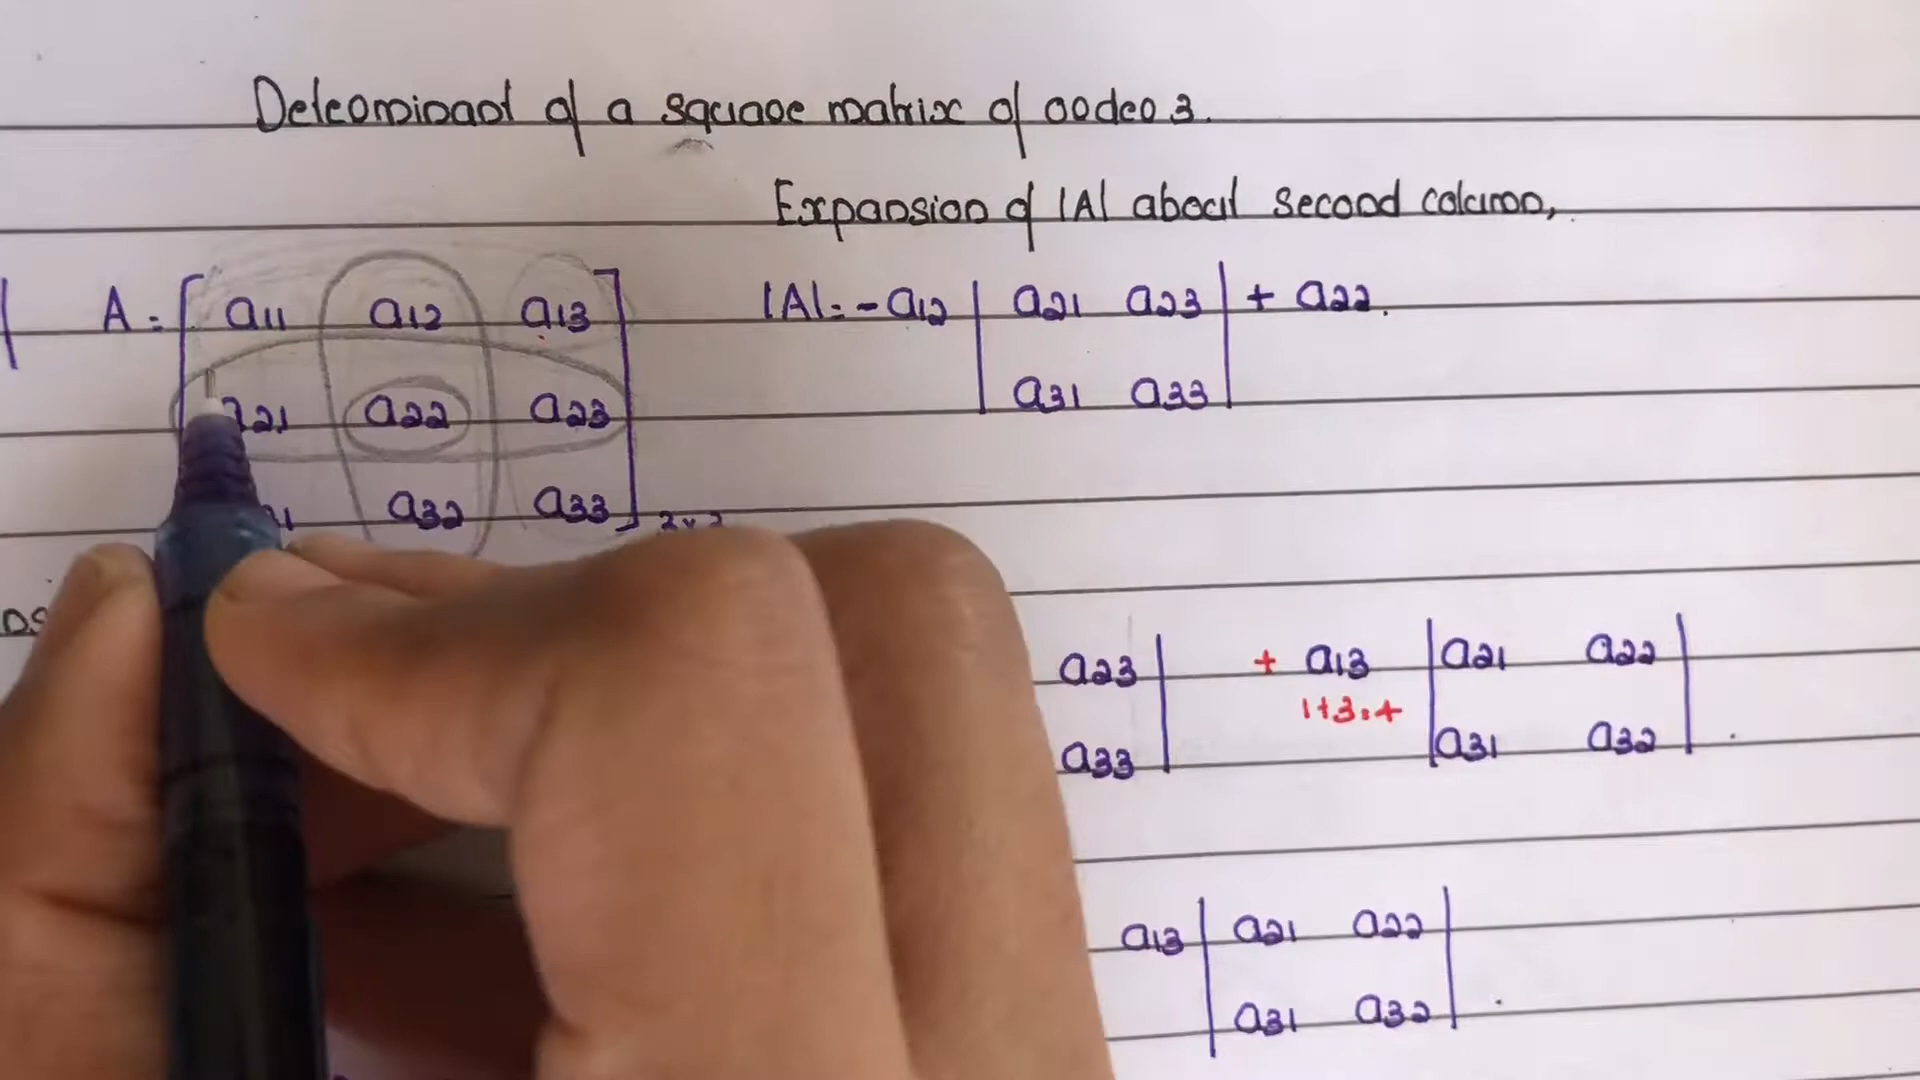 Determinant of a square matrix of order 3.
Expansion of |A| about second column,
A = [ a11 a12 a13 |A| = - a12 | a21 a23 | + a22.
a21 a22 a23 a31 a33
a32 a33 ] 3x3
a23 | + a13 | a21 a22 |
1+3=4
a33 a31 a32 .
a13 | a21 a22 |
a31 a32 .